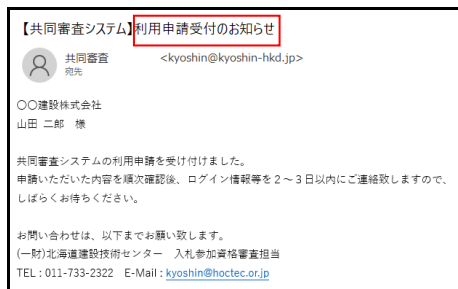 【共同審査システム】利用申請受付のお知らせ
共同審査 <kyoshin@kyoshin-hkd.jp>
宛先
〇〇建設株式会社
山田 二郎 様
共同審査システムの利用申請を受け付けました。
申請いただいた内容を順次確認後、ログイン情報等を２～３日以内にご連絡致しますので、
しばらくお待ちください。
お問い合わせは、以下までお願い致します。
(一財)北海道建設技術センター 入札参加資格審査担当
TEL : 011-733-2322 E-Mail : kyoshin@hoctec.or.jp